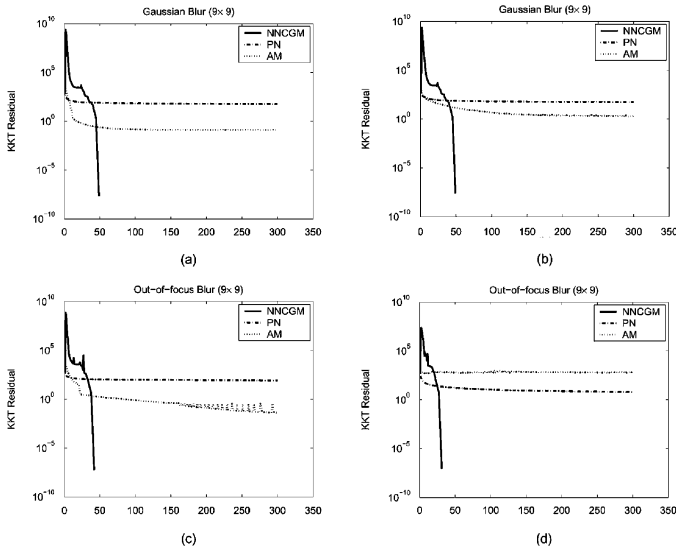 Gaussian Blur (9× 9)
NNCGM
PN
AM
KKT Residual
10^10
10^5
10^0
10^−5
10^−10
0 50 100 150 200 250 300 350
(a)
Gaussian Blur (9× 9)
NNCGM
PN
AM
KKT Residual
10^10
10^5
10^0
10^−5
10^−10
0 50 100 150 200 250 300 350
(b)
Out−of−focus Blur (9× 9)
NNCGM
PN
AM
KKT Residual
10^10
10^5
10^0
10^−5
10^−10
0 50 100 150 200 250 300 350
(c)
Out−of−focus Blur (9× 9)
NNCGM
PN
AM
KKT Residual
10^10
10^5
10^0
10^−5
10^−10
0 50 100 150 200 250 300 350
(d)